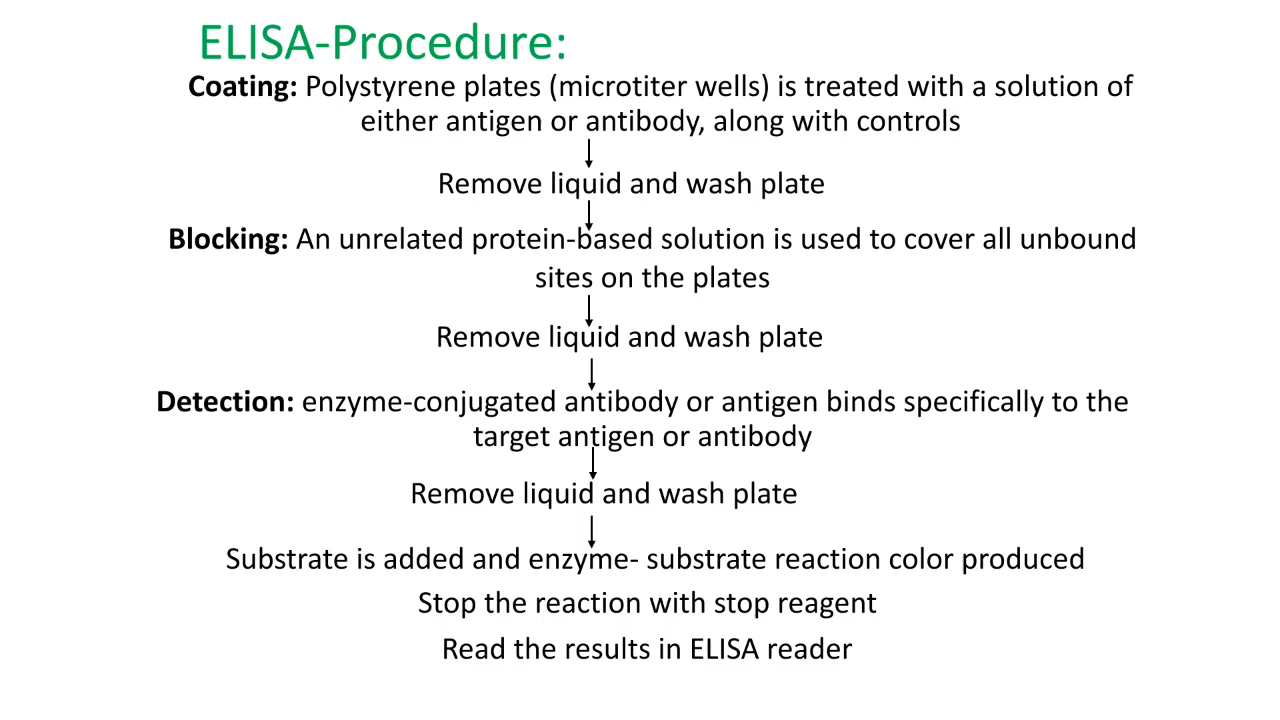 ELISA-Procedure:
Coating: Polystyrene plates (microtiter wells) is treated with a solution of
either antigen or antibody, along with controls
Remove liquid and wash plate
Blocking: An unrelated protein-based solution is used to cover all unbound
sites on the plates
Remove liquid and wash plate
Detection: enzyme-conjugated antibody or antigen binds specifically to the
target antigen or antibody
Remove liquid and wash plate
Substrate is added and enzyme- substrate reaction color produced
Stop the reaction with stop reagent
Read the results in ELISA reader